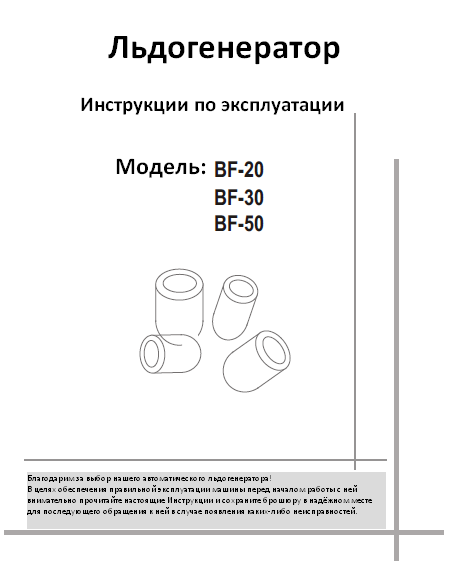 Льдогенератор
Инструкции по эксплуатации
Модель: BF-20
BF-30
BF-50
Благодарим за выбор нашего автоматического льдогенератора!
В целях обеспечения правильной эксплуатации машины перед началом работы с ней
внимательно прочитайте настоящие Инструкции и сохраните брошюру в надёжном месте
для последующего обращения к ней в случае появления каких-либо неисправностей.